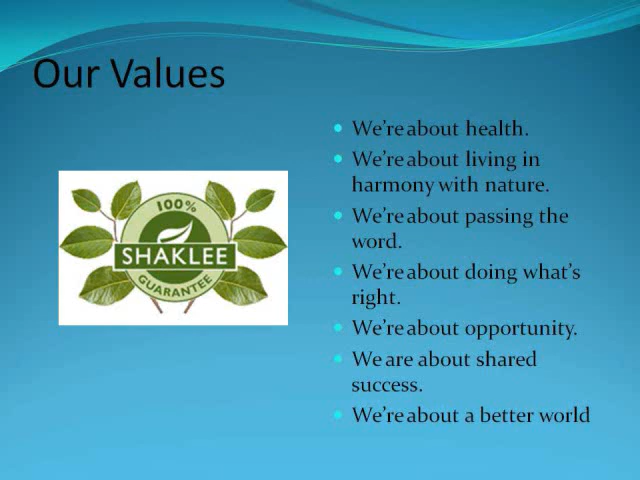 Our Values
100%
SHAKLEE
GUARANTEE
We're about health.
We're about living in
harmony with nature.
We're about passing the
word.
We're about doing what's
right.
We're about opportunity.
We are about shared
success.
We're about a better world